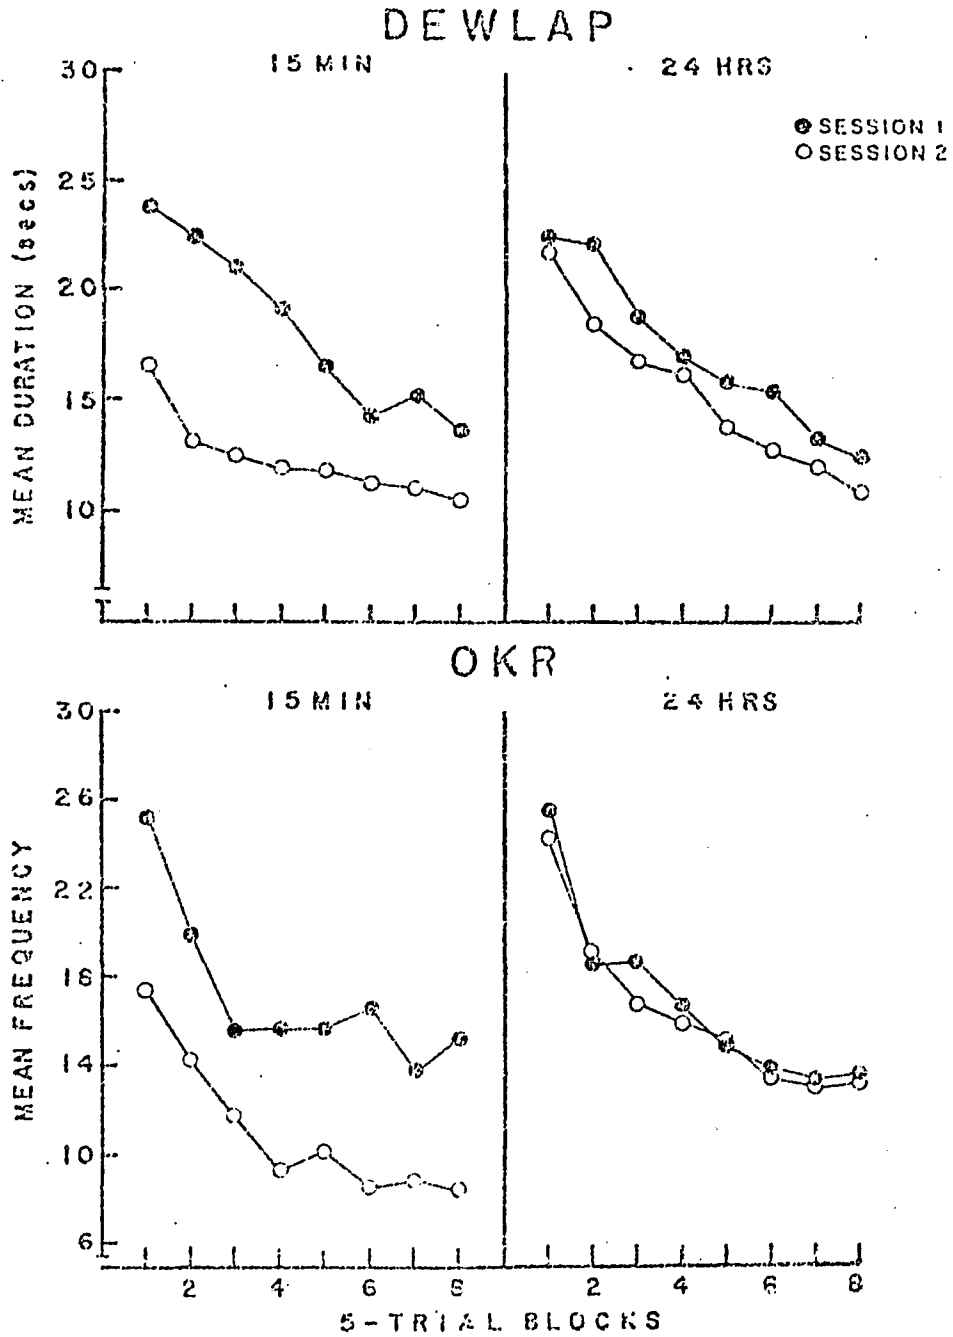 DEWLAP
15 MIN
24 HRS
SESSION 1
SESSION 2
30
25
20
15
10
MEAN DURATION (secs)
OKR
15 MIN
24 HRS
30
26
22
18
14
10
6
MEAN FREQUENCY
2 4 6 8 2 4 6 8
5-TRIAL BLOCKS